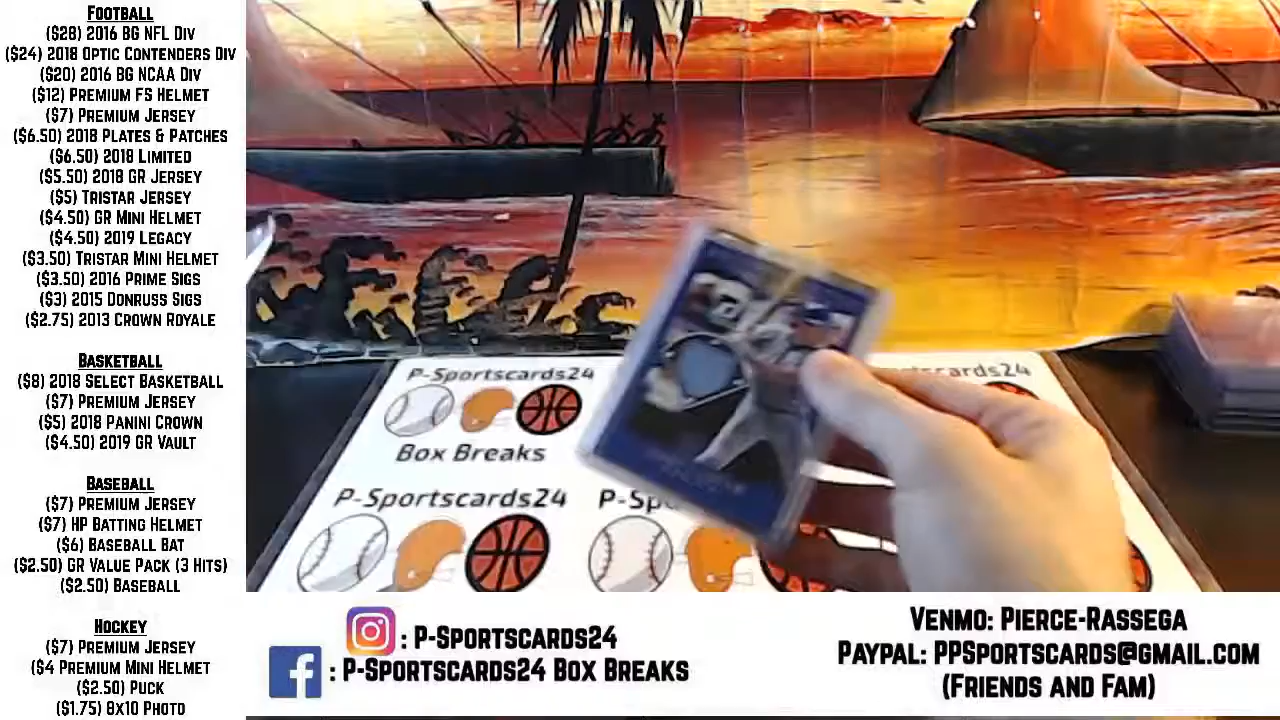 Football
($28) 2016 BG NFL Div
($24) 2018 Optic Contenders Div
($20) 2016 BG NCAA Div
($12) Premium FS Helmet
($7) Premium Jersey
($6.50) 2018 Plates & Patches
($6.50) 2018 Limited
($5.50) 2018 GR Jersey
($5) Tristar Jersey
($4.50) GR Mini Helmet
($4.50) 2019 Legacy
($3.50) Tristar Mini Helmet
($3.50) 2016 Prime Sigs
($3) 2015 Donruss Sigs
($2.75) 2013 Crown Royale
Basketball
($8) 2018 Select Basketball
($7) Premium Jersey
($5) 2018 Panini Crown
($4.50) 2019 GR Vault
Baseball
($7) Premium Jersey
($7) HP Batting Helmet
($6) Baseball Bat
($2.50) GR Value Pack (3 Hits)
($2.50) Baseball
Hockey
($7) Premium Jersey
($4 Premium Mini Helmet
($2.50) Puck
($1.75) 8x10 Photo
P-Sportscards24
Box Breaks
P-Sportscards24
P-Sp
: P-Sportscards24
: P-Sportscards24 Box Breaks
Venmo: Pierce-Rassega
Paypal: PPSportscards@gmail.com
(Friends and Fam)